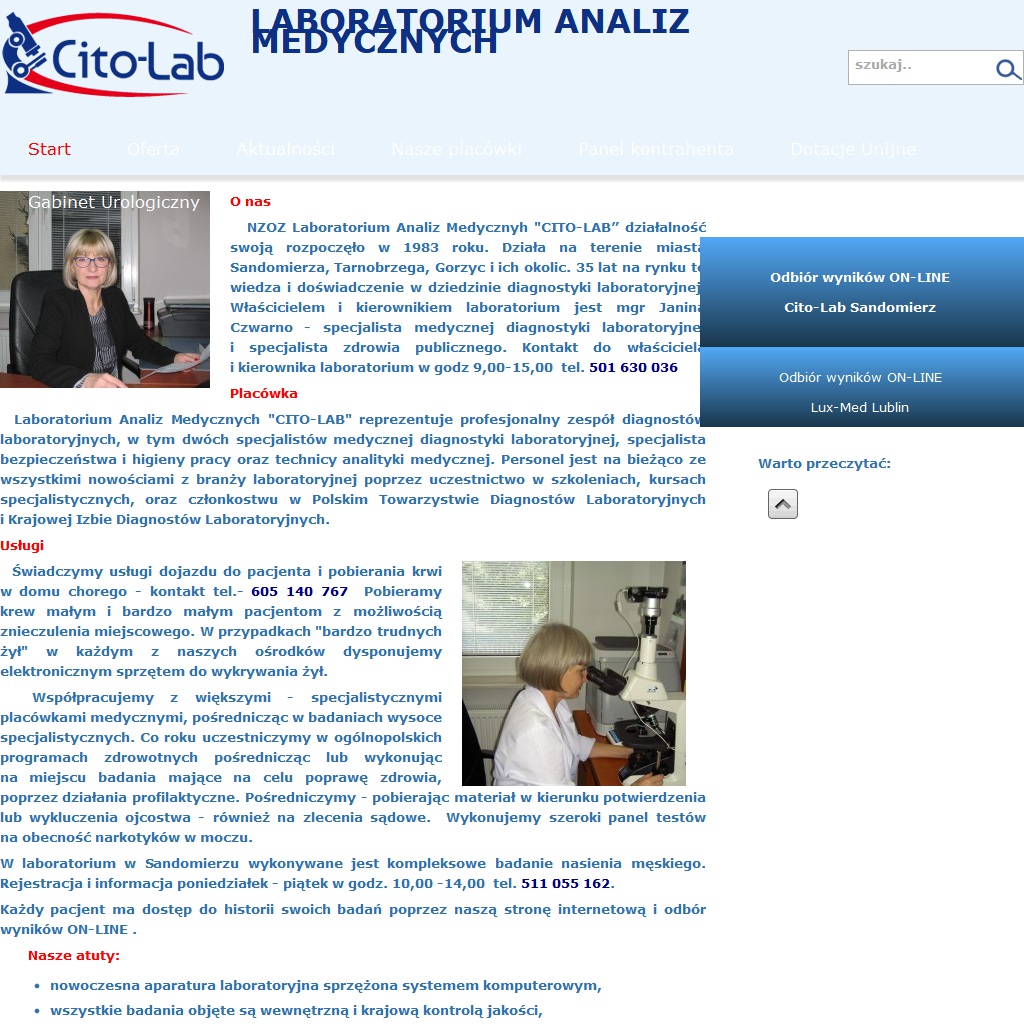 Cito-Lab
LABORATORIUM ANALIZ
MEDYCZNYCH
szukaj..
Start
Oferta
Aktualności
Nasze placówki
Panel kontrahenta
Dotacje Unijne
Gabinet Urologiczny
O nas
NZOZ Laboratorium Analiz Medycznyh "CITO-LAB” działalność
swoją rozpoczęło w 1983 roku. Działa na terenie miasta
Sandomierza, Tarnobrzega, Gorzyc i ich okolic. 35 lat na rynku to
wiedza i doświadczenie w dziedzinie diagnostyki laboratoryjnej.
Właścicielem i kierownikiem laboratorium jest mgr Janina
Czwarno - specjalista medycznej diagnostyki laboratoryjnej
i specjalista zdrowia publicznego. Kontakt do właściciela
i kierownika laboratorium w godz 9,00-15,00 tel. 501 630 036
Placówka
Laboratorium Analiz Medycznych "CITO-LAB" reprezentuje profesjonalny zespół diagnostów
laboratoryjnych, w tym dwóch specjalistów medycznej diagnostyki laboratoryjnej, specjalista
bezpieczeństwa i higieny pracy oraz technicy analityki medycznej. Personel jest na bieżąco ze
wszystkimi nowościami z branży laboratoryjnej poprzez uczestnictwo w szkoleniach, kursach
specjalistycznych, oraz członkostwu w Polskim Towarzystwie Diagnostów Laboratoryjnych
i Krajowej Izbie Diagnostów Laboratoryjnych.
Usługi
Świadczymy usługi dojazdu do pacjenta i pobierania krwi
w domu chorego - kontakt tel.- 605 140 767 Pobieramy
krew małym i bardzo małym pacjentom z możliwością
znieczulenia miejscowego. W przypadkach "bardzo trudnych
żył" w każdym z naszych ośrodków dysponujemy
elektronicznym sprzętem do wykrywania żył.
Współpracujemy z większymi - specjalistycznymi
placówkami medycznymi, pośrednicząc w badaniach wysoce
specjalistycznych. Co roku uczestniczymy w ogólnopolskich
programach zdrowotnych pośrednicząc lub wykonując
na miejscu badania mające na celu poprawę zdrowia,
poprzez działania profilaktyczne. Pośredniczymy - pobierając materiał w kierunku potwierdzenia
lub wykluczenia ojcostwa - również na zlecenia sądowe. Wykonujemy szeroki panel testów
na obecność narkotyków w moczu.
W laboratorium w Sandomierzu wykonywane jest kompleksowe badanie nasienia męskiego.
Rejestracja i informacja poniedziałek - piątek w godz. 10,00 -14,00 tel. 511 055 162.
Każdy pacjent ma dostęp do historii swoich badań poprzez naszą stronę internetową i odbór
wyników ON-LINE .
Nasze atuty:
• nowoczesna aparatura laboratoryjna sprzężona systemem komputerowym,
• wszystkie badania objęte są wewnętrzną i krajową kontrolą jakości,
Odbiór wyników ON-LINE
Cito-Lab Sandomierz
Odbiór wyników ON-LINE
Lux-Med Lublin
Warto przeczytać: